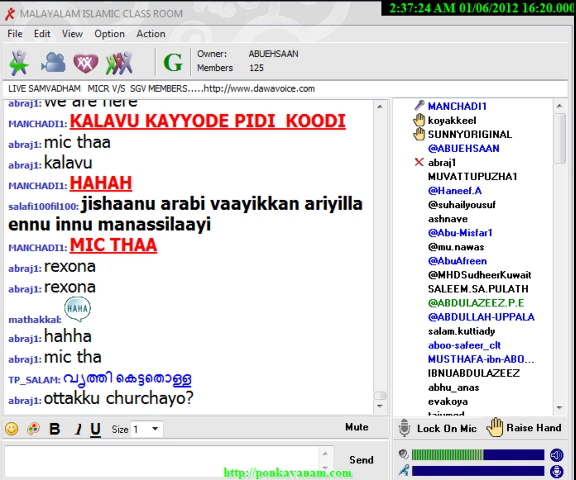 MALAYALAM ISLAMIC CLASS ROOM
2:37:24 AM 01/06/2012 16:20.000
File Edit View Option Action
G
Owner: ABUEHSAAN
Members 125
LIVE SAMVADHAM MICR V/S SGV MEMBERS.....http://www.dawavoice.com
abraj1: we are here
MANCHADI1: KALAVU KAYYODE PIDI KOODI
abraj1: mic thaa
abraj1: kalavu
MANCHADI1: HAHAH
salafi100fil100: jishaanu arabi vaayikkan ariyilla
ennu innu manassilaayi
MANCHADI1: MIC THAA
abraj1: rexona
abraj1: rexona
mathakkal: HAHA
abraj1: hahha
abraj1: mic tha
TP_SALAM: വൃത്തി കെട്ടതൊള്ള
abraj1: ottakku churchayo?
MANCHADI1
koyakkeel
SUNNYORIGINAL
@ABUEHSAAN
abraj1
MUVATTUPUZHA1
@Haneef.A
@suhailyousuf
ashnave
@Abu-Misfar1
@mu.nawas
@AbuAfreen
@MHDSudheerKuwait
SALEEM.SA.PULATH
@ABDULAZEEZ.P.E
@ABDULLAH-UPPALA
salam.kuttiady
aboo-safeer_clt
MUSTHAFA-ibn-ABO...
IBNUABDULAZEEZ
abhu_anas
evakoya
B I U Size 1 Mute
Lock On Mic Raise Hand
Send
http://ponkavanam.com